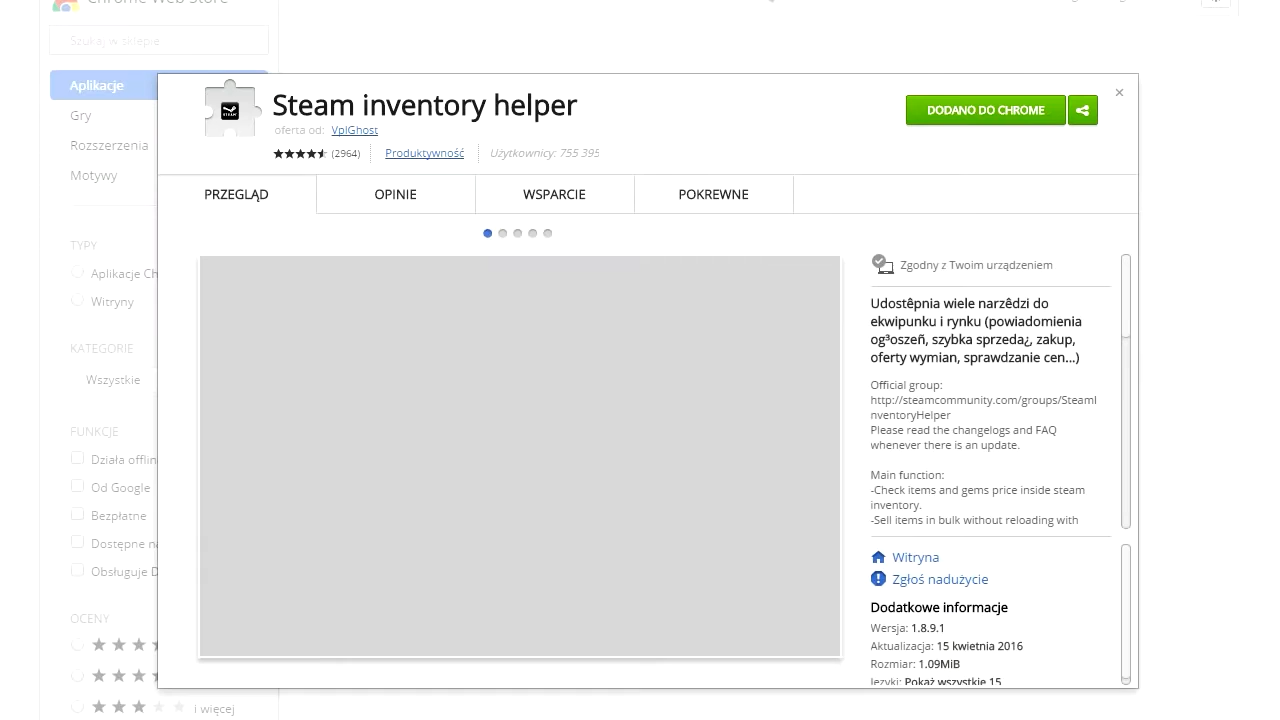 Chrome Web Store
Szukaj w sklepie
Aplikacje
Gry
Rozszerzenia
Motywy
TYPY
Aplikacje Ch
Witryny
KATEGORIE
Wszystkie
FUNKCJE
Działa offlin
Od Google
Bezpłatne
Dostępne na
Obsługuje D
OCENY
i więcej
Steam inventory helper
oferta od: VplGhost
(2964) Produktywność Użytkownicy: 755 395
DODANO DO CHROME
PRZEGLĄD OPINIE WSPARCIE POKREWNE
Zgodny z Twoim urządzeniem
Udostêpnia wiele narzêdzi do
ekwipunku i rynku (powiadomienia
og³oszeñ, szybka sprzeda¿, zakup,
oferty wymian, sprawdzanie cen...)
Official group:
http://steamcommunity.com/groups/SteamI
nventoryHelper
Please read the changelogs and FAQ
whenever there is an update.
Main function:
-Check items and gems price inside steam
inventory.
-Sell items in bulk without reloading with
Witryna
Zgłoś nadużycie
Dodatkowe informacje
Wersja: 1.8.9.1
Aktualizacja: 15 kwietnia 2016
Rozmiar: 1.09MiB
Języki: Pokaż wszystkie 15